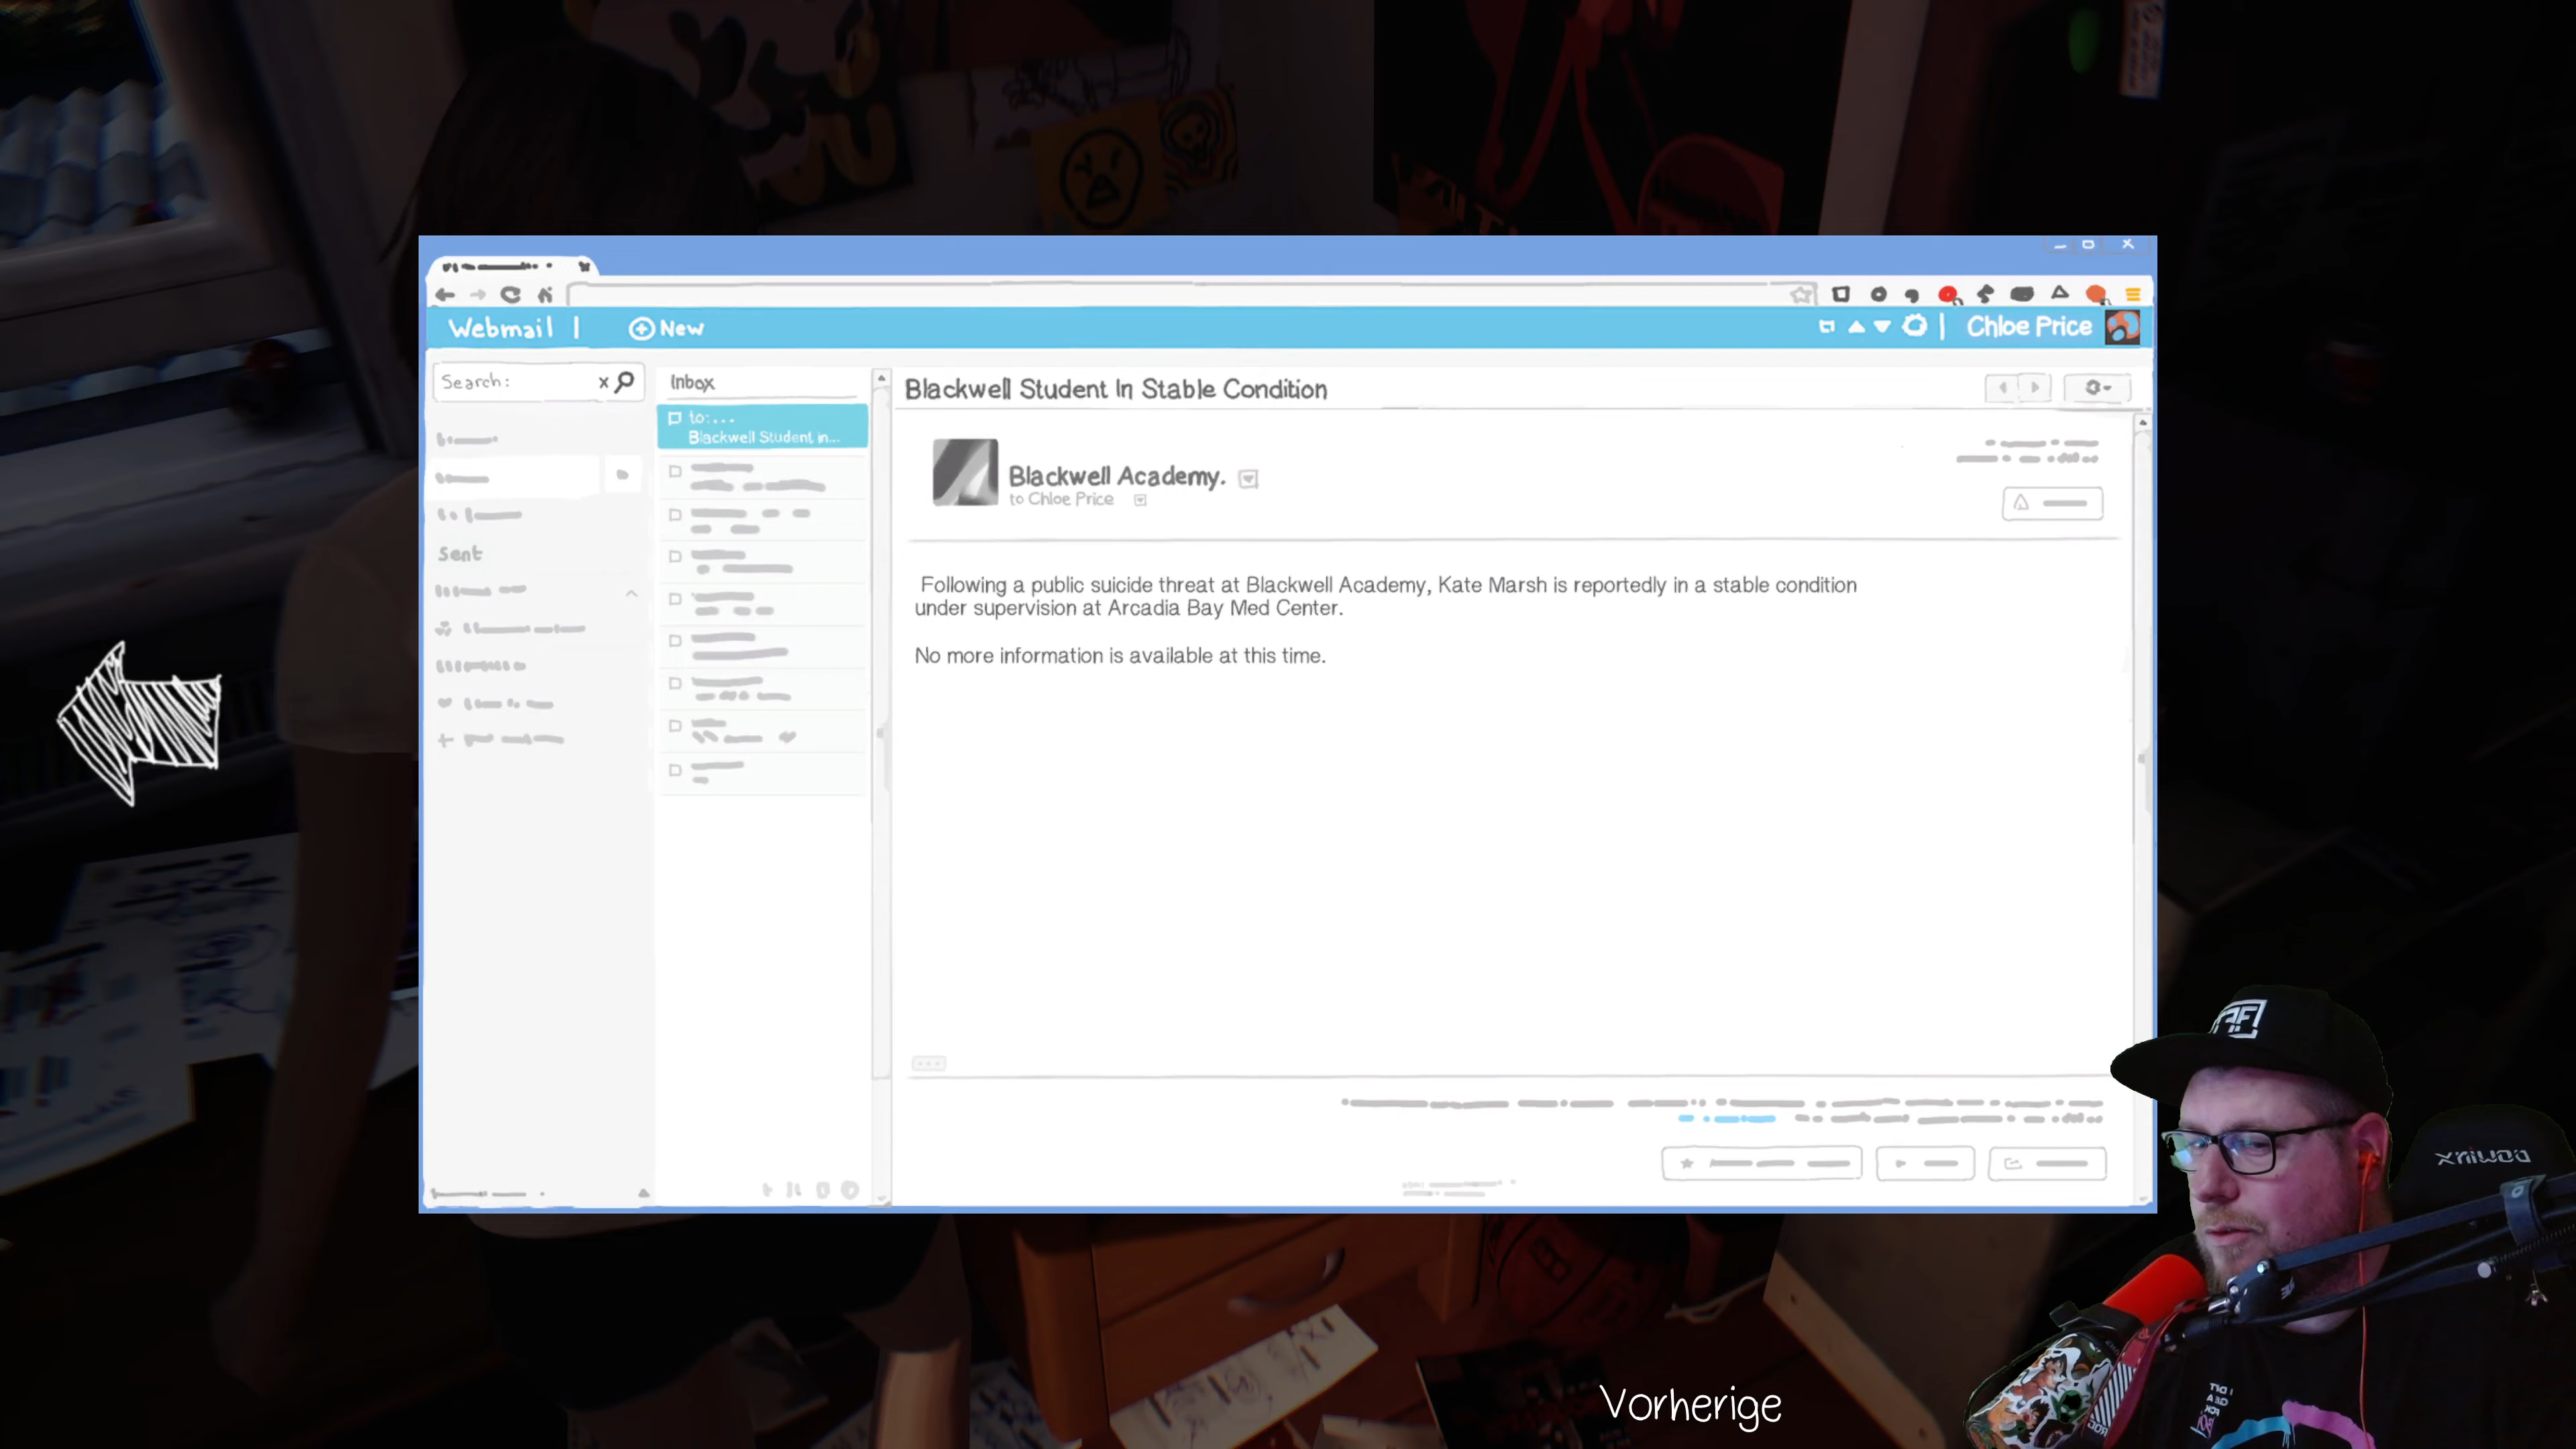 Webmail | New
Chloe Price
Search:
Sent
Inbox
to:...
Blackwell Student in...
Blackwell Student In Stable Condition
Blackwell Academy.
to Chloe Price
Following a public suicide threat at Blackwell Academy, Kate Marsh is reportedly in a stable condition
under supervision at Arcadia Bay Med Center.
No more information is available at this time.
Vorherige